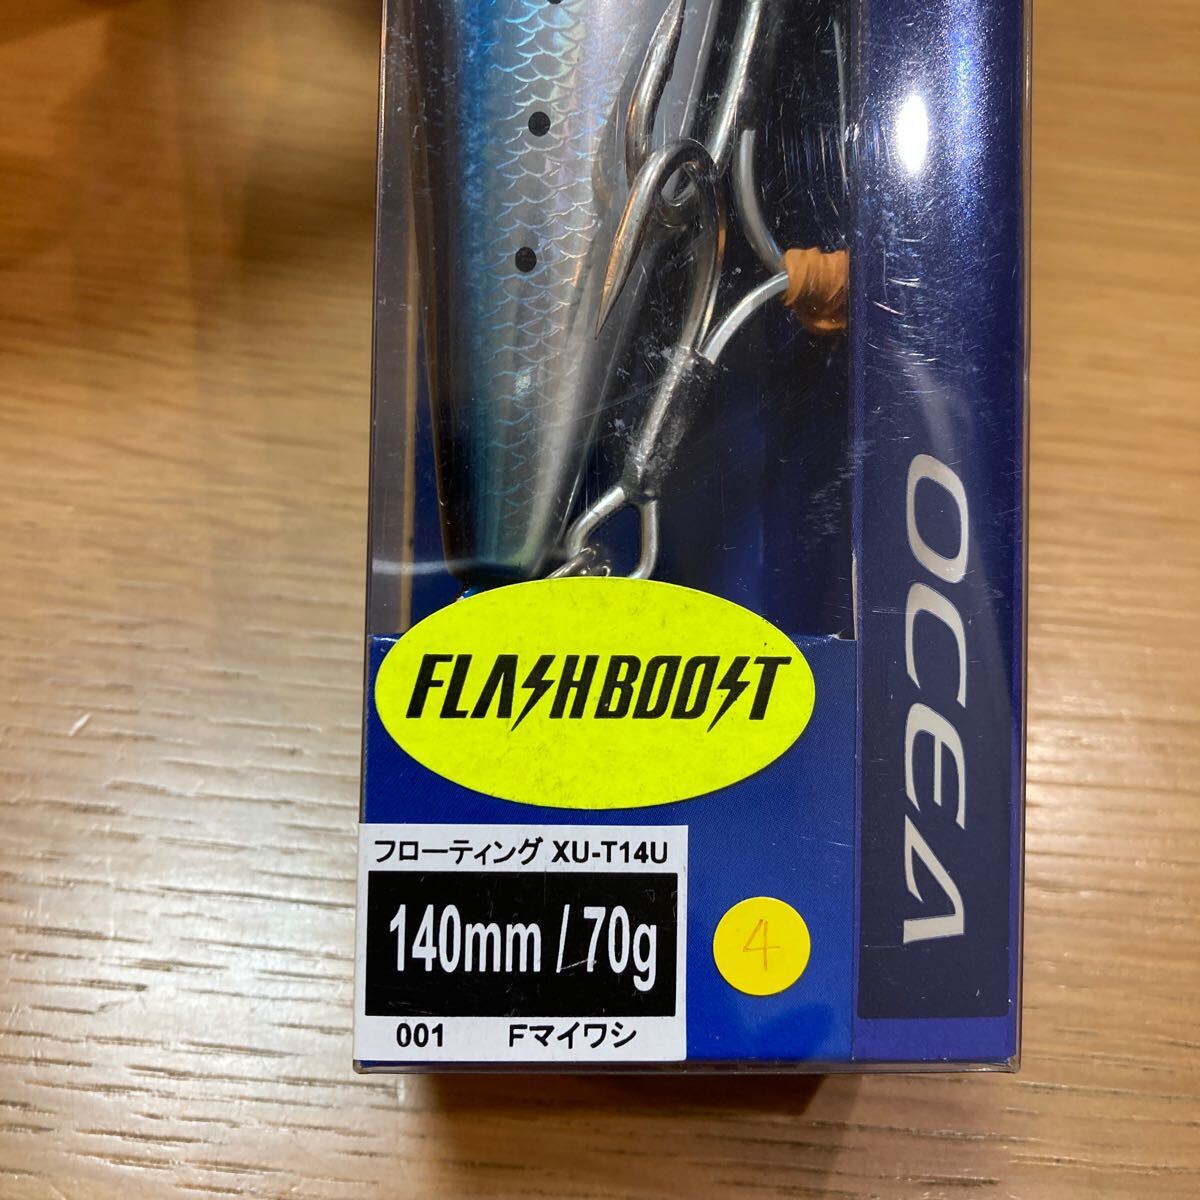 OCEA
FLASHBOOST
フローティング XU-T14U
140mm / 70g
4
001 Fマイワシ